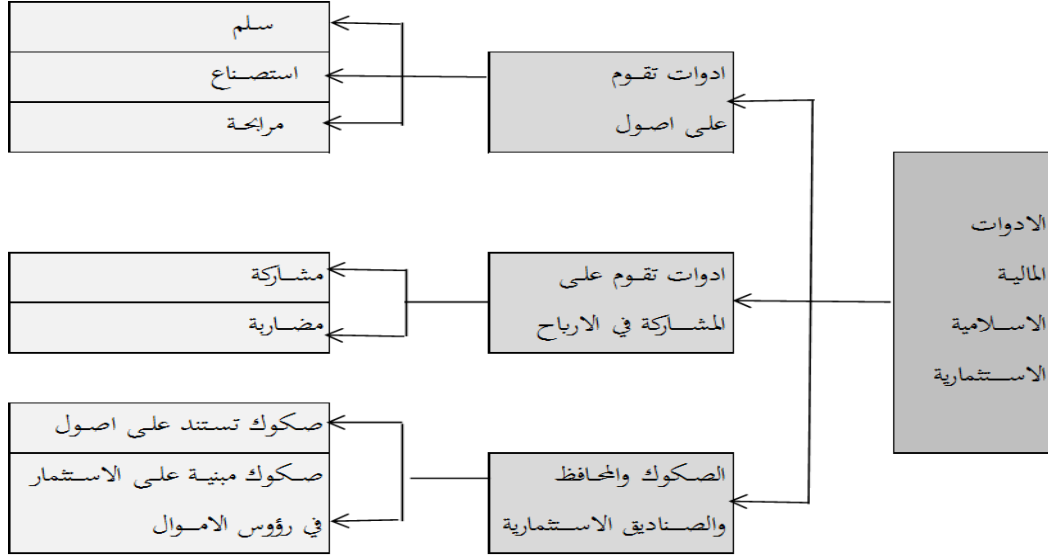 الادوات
المالية
الاسلامية
الاستثمارية
ادوات تقوم
على اصول
سلم
استصناع
مرابحة
ادوات تقوم على
المشاركة في الارباح
مشاركة
مضاربة
الصكوك والمحافظ
والصناديق الاستثمارية
صكوك تستند على اصول
صكوك مبنية على الاستثمار
في رؤوس الاموال